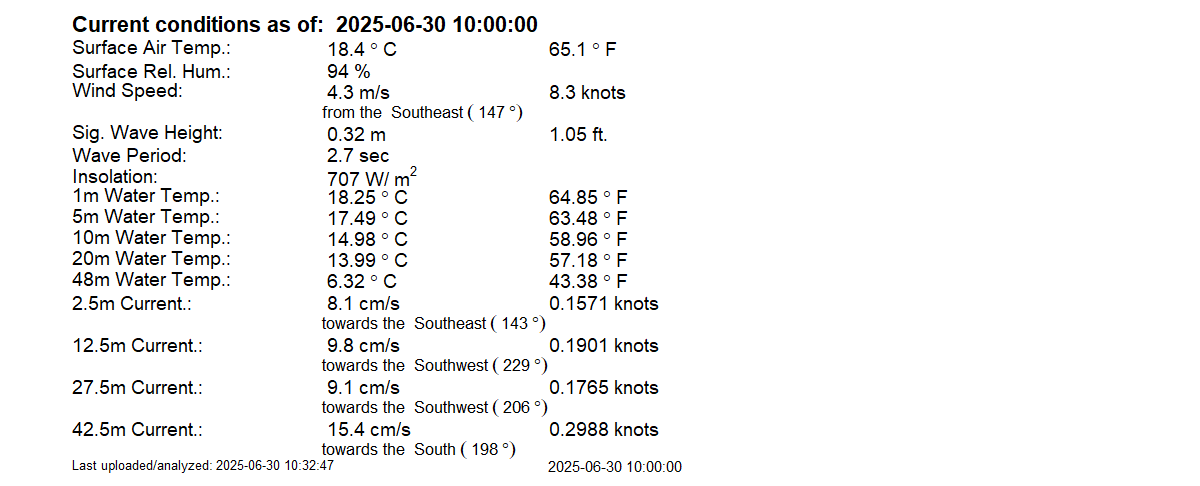 Current conditions as of: 2025-06-30 10:00:00
Surface Air Temp.: 18.4 ° C 65.1 ° F
Surface Rel. Hum.: 94 %
Wind Speed: 4.3 m/s 8.3 knots
from the Southeast ( 147 °)
Sig. Wave Height: 0.32 m 1.05 ft.
Wave Period: 2.7 sec
Insolation: 707 W/ m²
1m Water Temp.: 18.25 ° C 64.85 ° F
5m Water Temp.: 17.49 ° C 63.48 ° F
10m Water Temp.: 14.98 ° C 58.96 ° F
20m Water Temp.: 13.99 ° C 57.18 ° F
48m Water Temp.: 6.32 ° C 43.38 ° F
2.5m Current.: 8.1 cm/s 0.1571 knots
towards the Southeast ( 143 °)
12.5m Current.: 9.8 cm/s 0.1901 knots
towards the Southwest ( 229 °)
27.5m Current.: 9.1 cm/s 0.1765 knots
towards the Southwest ( 206 °)
42.5m Current.: 15.4 cm/s 0.2988 knots
towards the South ( 198 °)
Last uploaded/analyzed: 2025-06-30 10:32:47 2025-06-30 10:00:00